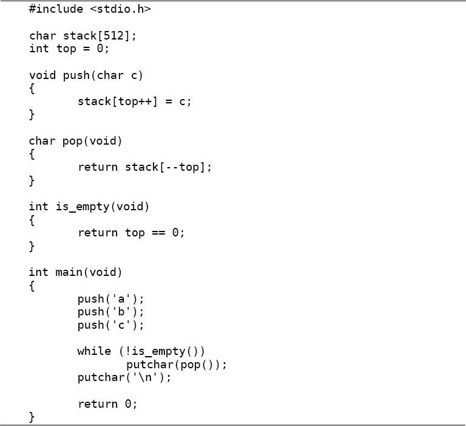 #include <stdio.h>

char stack[512];
int top = 0;

void push(char c)
{
        stack[top++] = c;
}

char pop(void)
{
        return stack[--top];
}

int is_empty(void)
{
        return top == 0;
}

int main(void)
{
        push('a');
        push('b');
        push('c');

        while (!is_empty())
                putchar(pop());
        putchar('\n');

        return 0;
}